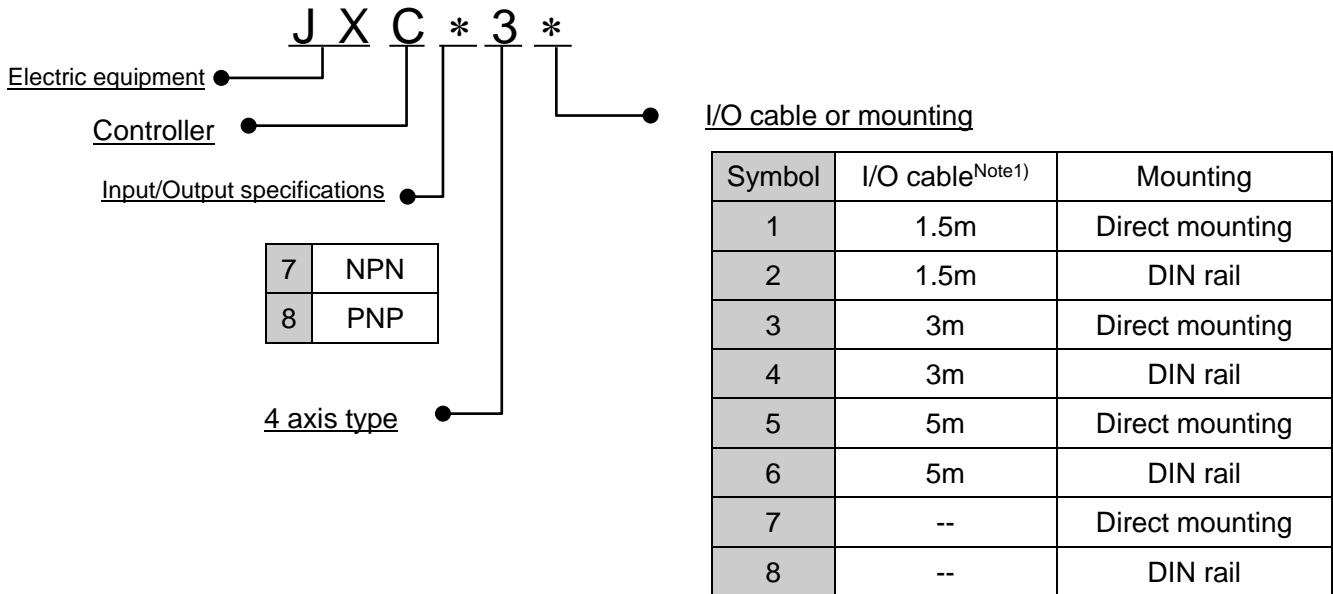 J X C * 3 *
Electric equipment
Controller
Input/Output specifications
7 NPN
8 PNP
4 axis type
I/O cable or mounting
Symbol I/O cableNote1) Mounting
1 1.5m Direct mounting
2 1.5m DIN rail
3 3m Direct mounting
4 3m DIN rail
5 5m Direct mounting
6 5m DIN rail
7 -- Direct mounting
8 -- DIN rail